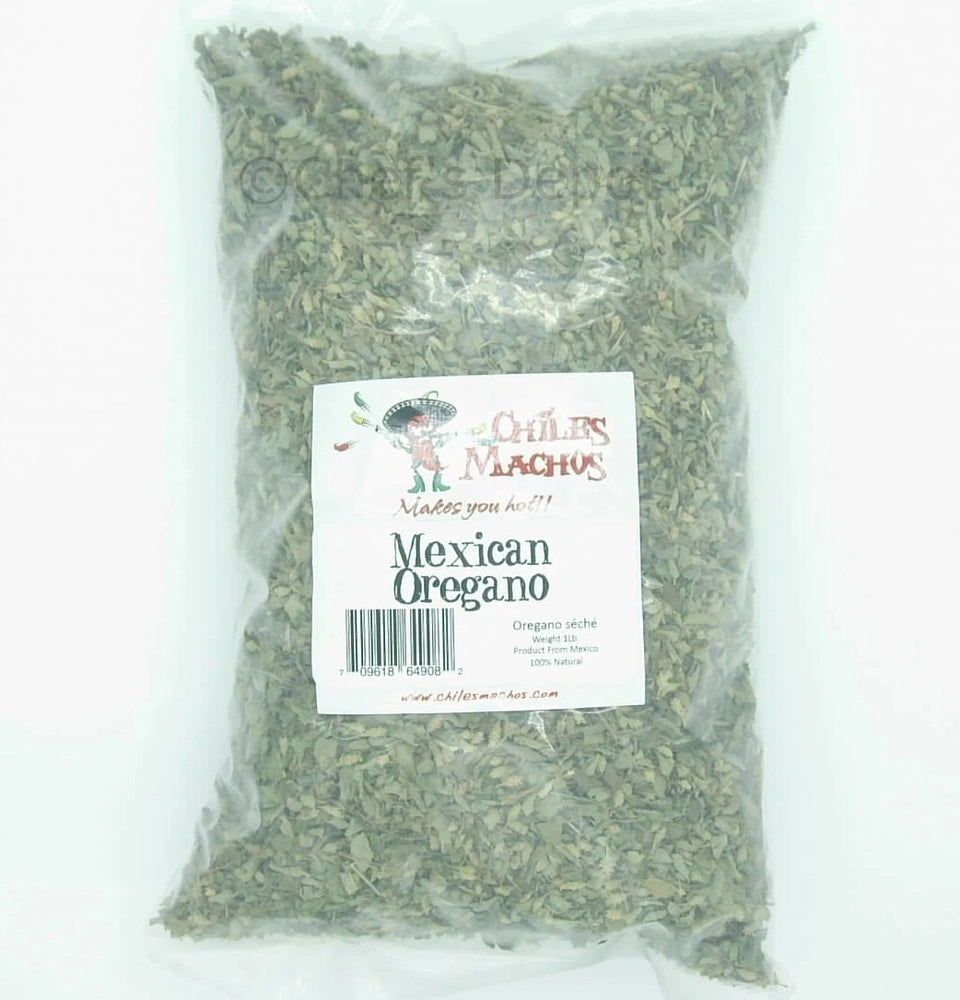 ©Chef's Depot
CHILES
MACHOS
Makes you hot!!
Mexican
Oregano
Oregano séché
Weight 1Lb
Product From Mexico
100% Natural
7 09618 64908 2
www.chilesmachos.com